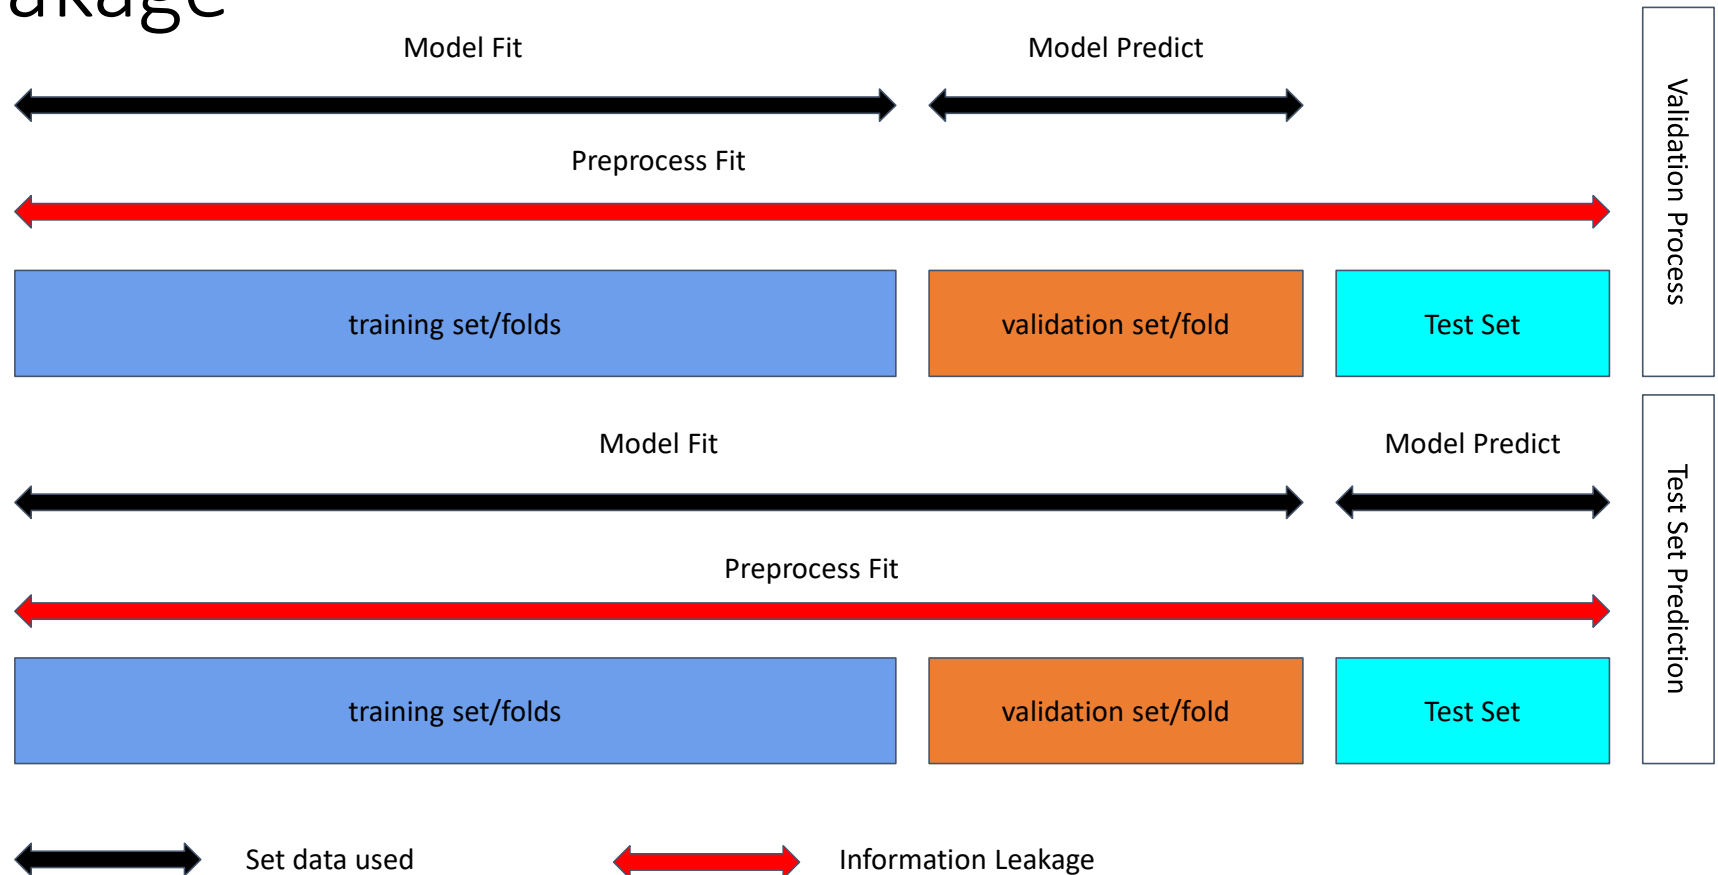 akage
Model Fit
Model Predict
Preprocess Fit
training set/folds
validation set/fold
Test Set
Validation Process
Model Fit
Model Predict
Preprocess Fit
training set/folds
validation set/fold
Test Set
Test Set Prediction
Set data used
Information Leakage